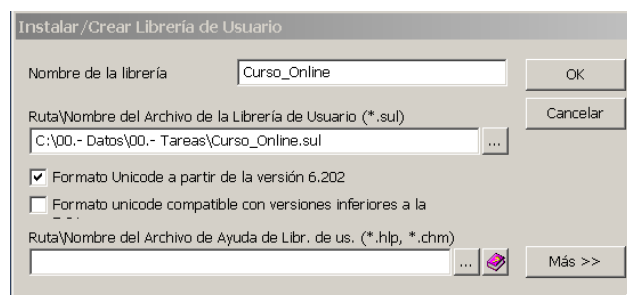 Instalar/Crear Librería de Usuario
Nombre de la librería
Curso_Online
OK
Ruta\Nombre del Archivo de la Librería de Usuario (*.sul)
Cancelar
C:\00.- Datos\00.- Tareas\Curso_Online.sul
...
Formato Unicode a partir de la versión 6.202
Formato unicode compatible con versiones inferiores a la
Ruta\Nombre del Archivo de Ayuda de Libr. de us. (*.hlp, *.chm)
...
Más >>